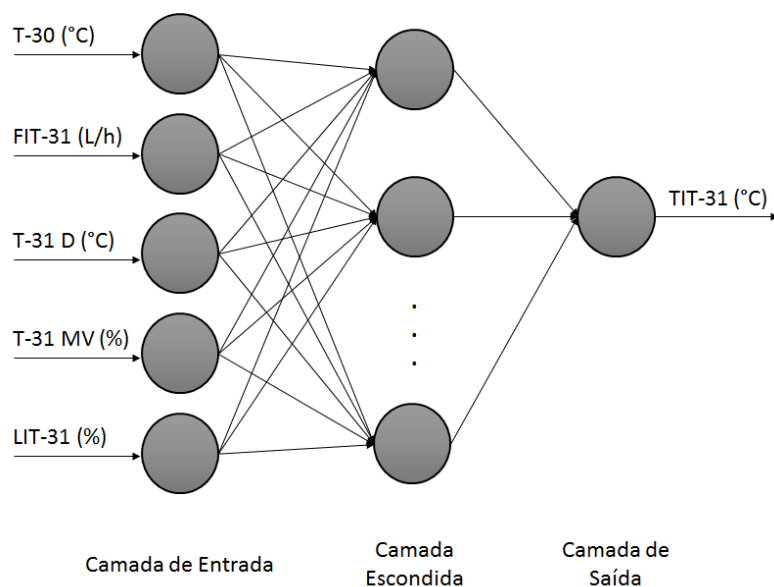 T-30 (°C)
FIT-31 (L/h)
T-31 D (°C)
T-31 MV (%)
LIT-31 (%)
TIT-31 (°C)
Camada de Entrada
Camada
Escondida
Camada de
Saída